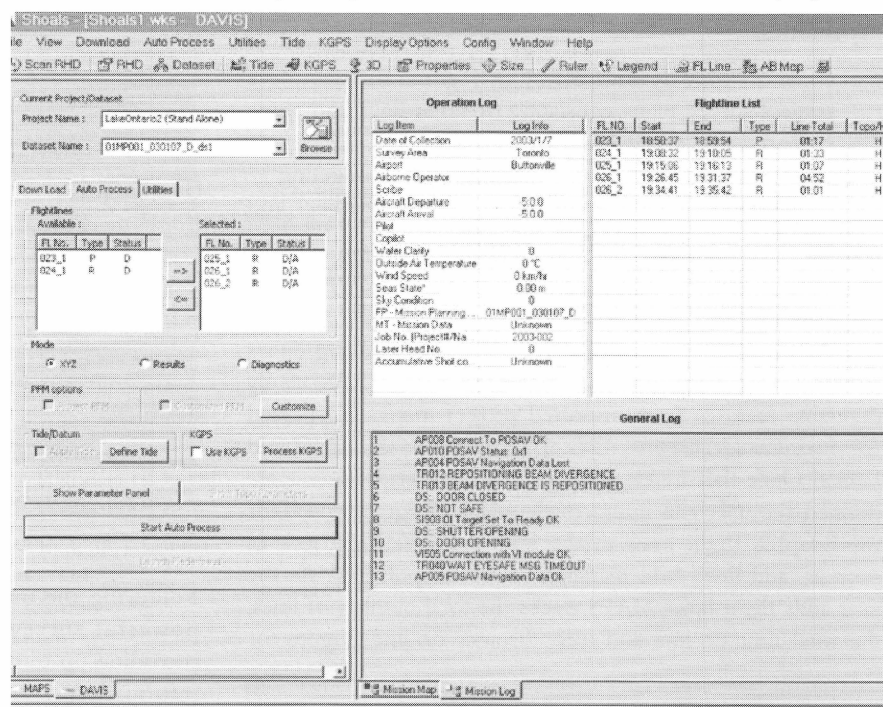 Shoals - [Shoals1.wks - DAVIS]
View Download Auto Process Utilities Tide KGPS Display Options Config Window Help
Scan RHD RHD Dataset Tide KGPS 3D Properties Size Ruler Legend FL Line AB Map
Current Project/Dataset
Project Name : LakeOntario2 (Stand Alone)
Dataset Name : 01MP001_030107_D_ds1
Browse
Down Load Auto Process Utilities
Flightlines
Available : Selected :
FL No. Type Status FL No. Type Status
023_1 P D 025_1 R D/A
024_1 R D 026_1 R D/A
026_2 R D/A
=>
<=
Mode
XYZ Results Diagnostics
PFM options
Customize
Tide/Datum KGPS
Define Tide Use KGPS Process KGPS
Show Parameter Panel
Start Auto Process
MAPS DAVIS
Operation Log
Log Item Log Info
Date of Collection 2003/1/7
Survey Area Toronto
Airport Buttonville
Airborne Operator
Scribe
Aircraft Departure 5:0:0
Aircraft Arrival 5:0:0
Pilot
Copilot
Water Clarity 0
Outside Air Temperature 0 °C
Wind Speed 0 km/hr
Seas State* 0.00 m
Sky Condition 0
FP - Mission Planning ... 01MP001_030107_D
MT - Mission Data Unknown
Job No. (Project#/Na 2003-002
Laser Head No 0
Accumulative Shot co Unknown
Flightline List
FL NO Start End Type Line Total Topo/H
023_1 18:58:37 18:59:54 P 01:17 H
024_1 19:08:32 19:10:05 R 01:33 H
025_1 19:15:06 19:16:13 R 01:07 H
026_1 19:26:45 19:31:37 R 04:52 H
026_2 19:34:41 19:35:42 R 01:01 H
General Log
1 AP008 Connect To POSAV OK
2 AP010 POSAV Status: 0x1
3 AP004 POSAV Navigation Data Lost
4 TR012 REPOSITIONING BEAM DIVERGENCE
5 TR013 BEAM DIVERGENCE IS REPOSITIONED
6 DS:: DOOR CLOSED
7 DS:: NOT SAFE
8 SI908 OI Target Set To Ready OK
9 DS:: SHUTTER OPENING
10 DS:: DOOR OPENING
11 VI505 Connection with VI module OK
12 TR040 WAIT EYESAFE MSG TIMEOUT
13 AP005 POSAV Navigation Data Ok
Mission Map Mission Log